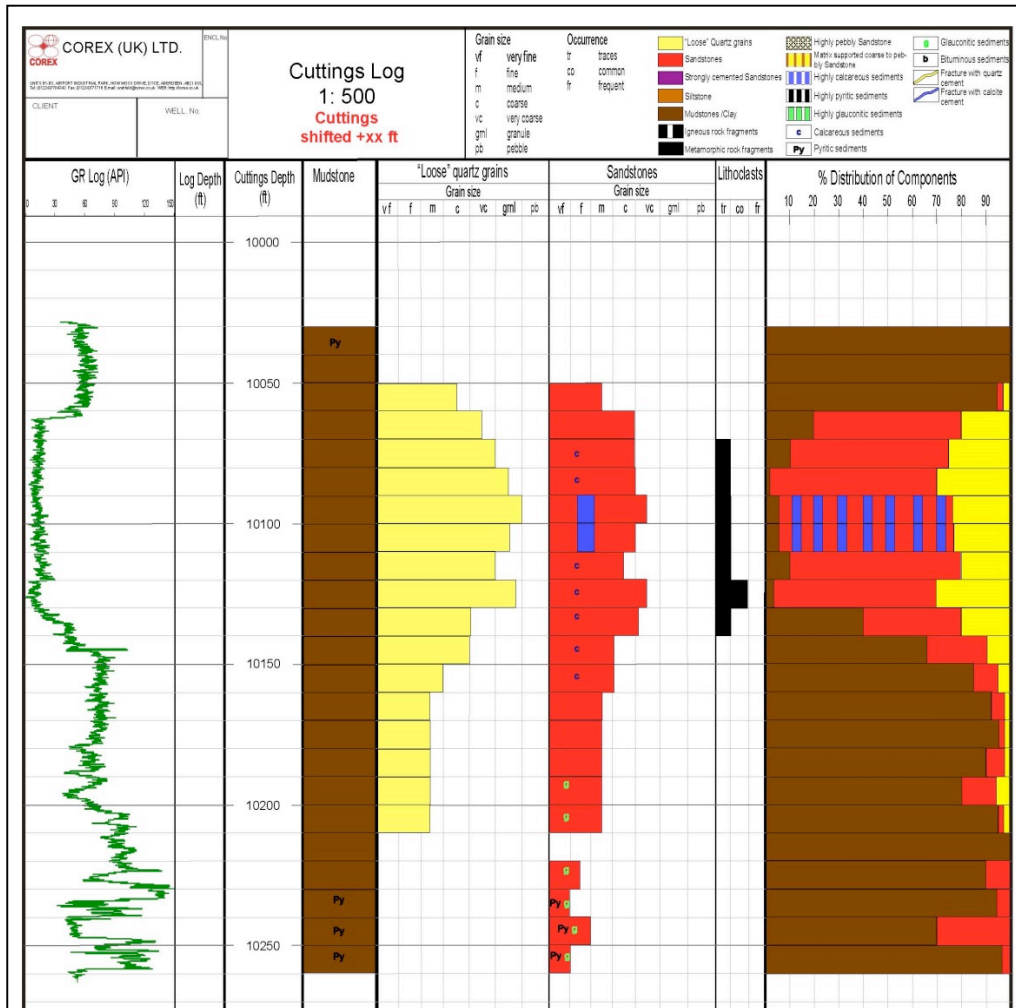 COREX (UK) LTD.
COREX
ENCL.No
CLIENT
WELL. No.
Cuttings Log
1: 500
Cuttings
shifted +xx ft
Grain size
vf very fine
f fine
m medium
c coarse
vc very coarse
gml granule
pb pebble
Occurrence
tr traces
co common
fr frequent
"Loose" Quartz grains
Sandstones
Strongly cemented Sandstones
Siltstone
Mudstones /Clay
Igneous rock fragments
Metamorphic rock fragments
Highly pebbly Sandstone
Matrix supported coarse to peb-
bly Sandstone
Highly calcareous sediments
Highly pyritic sediments
Highly glauconitic sediments
c Calcareous sediments
Py Pyritic sediments
g Glauconitic sediments
b Bituminous sediments
Fracture with quartz
cement
Fracture with calcite
cement
GR Log (API)
0 30 60 90 120 150
Log Depth
(ft)
Cuttings Depth
(ft)
Mudstone
"Loose" quartz grains
Grain size
vf f m c vc gml pb
Sandstones
Grain size
vf f m c vc gml pb
Lithoclasts
tr co fr
% Distribution of Components
10 20 30 40 50 60 70 80 90
10000
Py
10050
c
c
10100
c
c
c
10150
c
c
10200
g
g
g
Py
Py g
Py
Py g
10250
Py
Py g